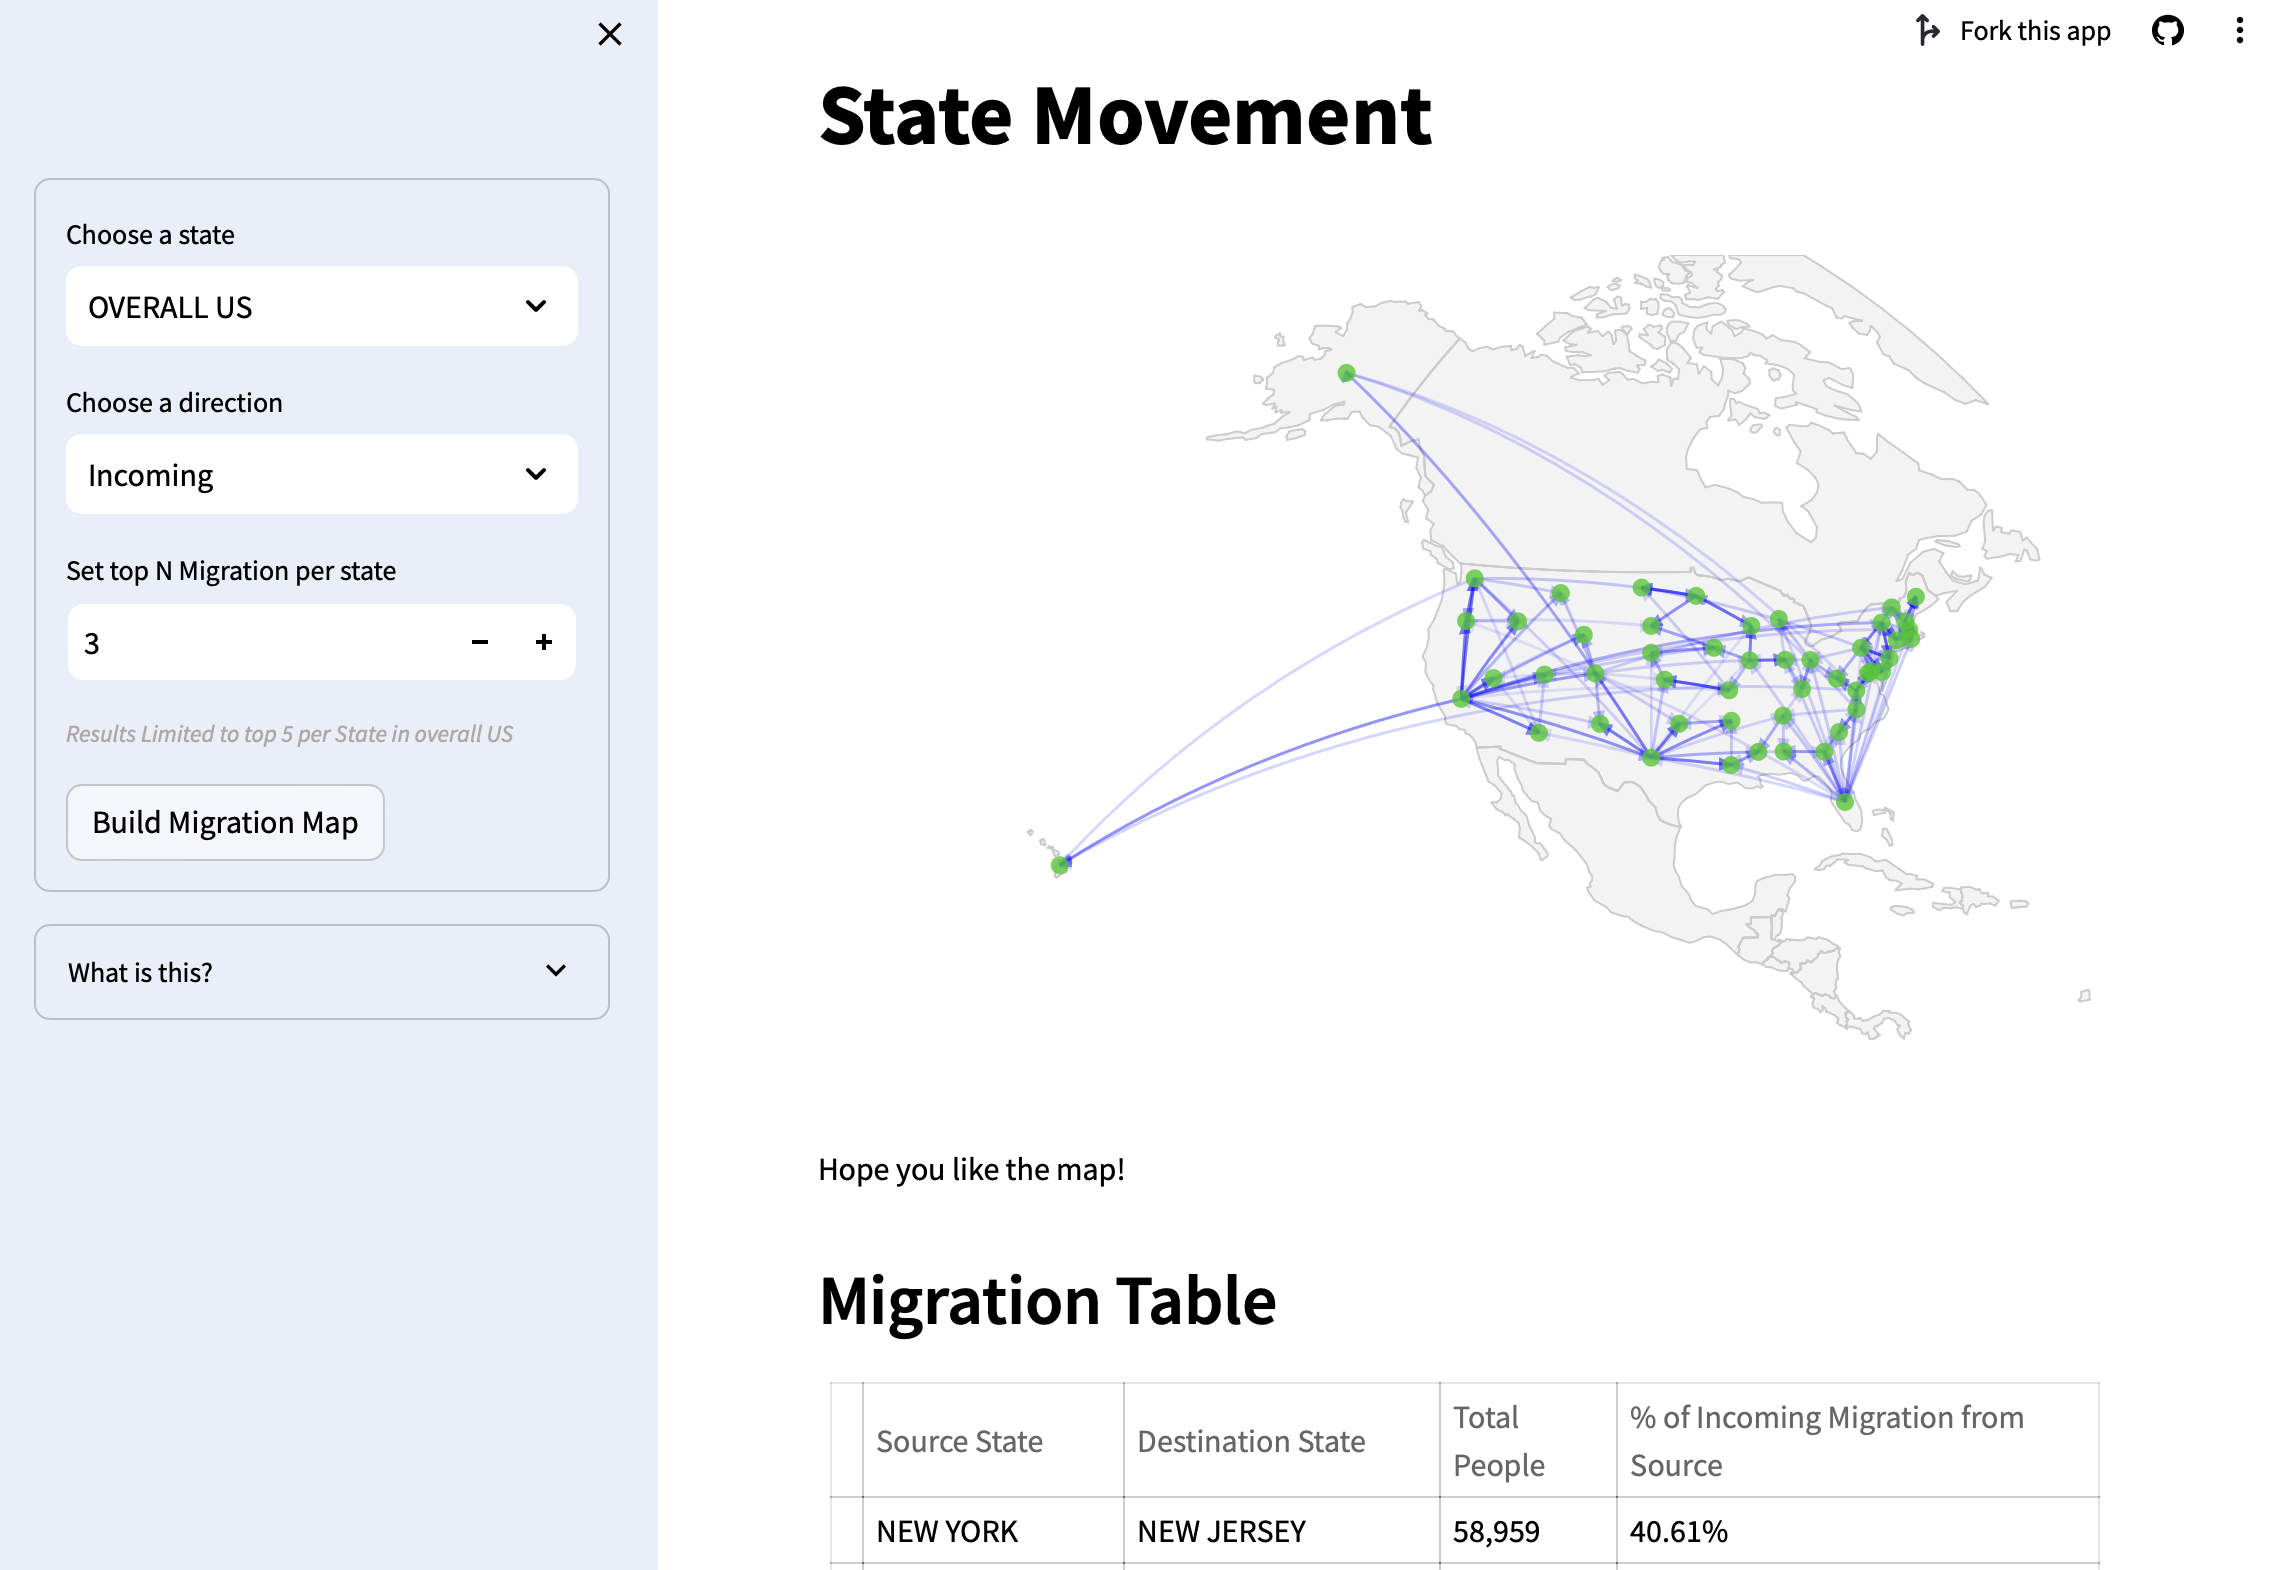 Fork this app
State Movement
Choose a state
OVERALL US
Choose a direction
Incoming
Set top N Migration per state
3
Results Limited to top 5 per State in overall US
Build Migration Map
What is this?
Hope you like the map!
Migration Table
Source State
Destination State
Total
People
% of Incoming Migration from
Source
NEW YORK
NEW JERSEY
58,959
40.61%